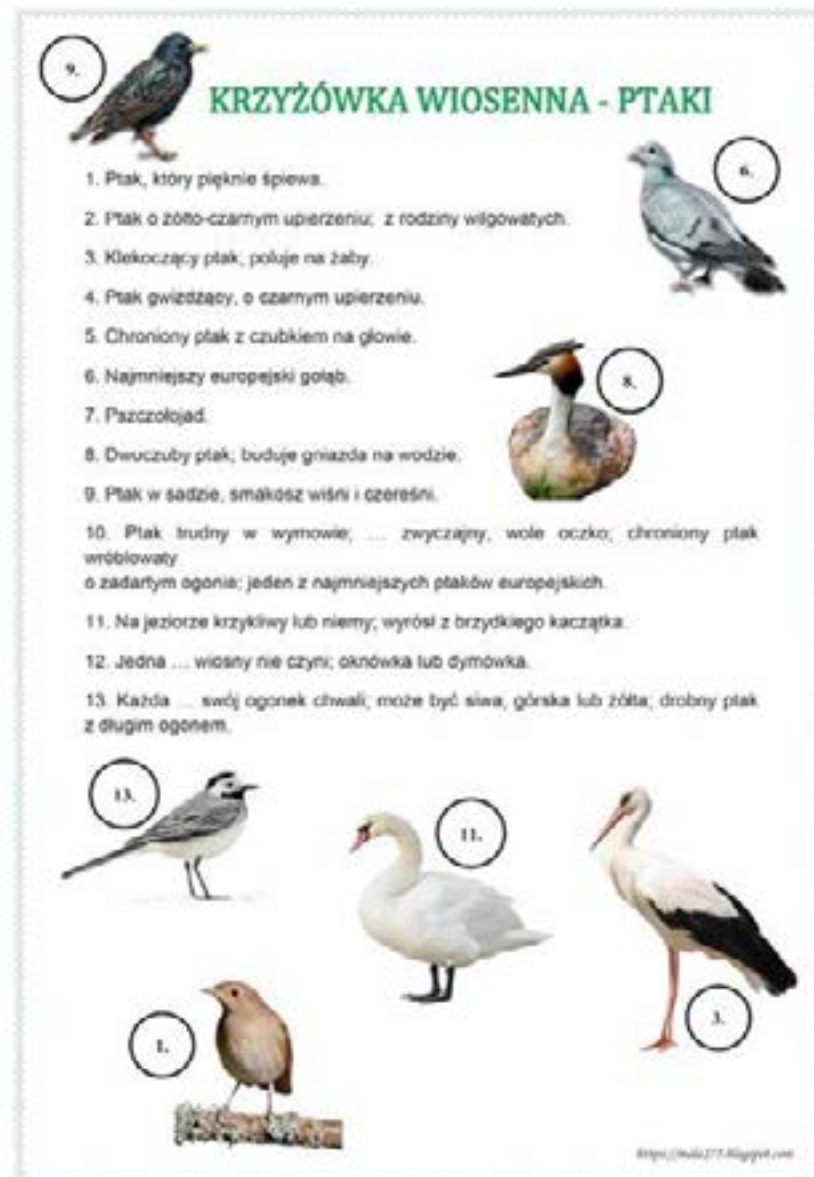 9.
KRZYŻÓWKA WIOSENNA - PTAKI
6.
1. Ptak, który pięknie śpiewa.
2. Ptak o żółto-czarnym upierzeniu; z rodziny wilgowatych.
3. Klekoczący ptak, poluje na żaby.
4. Ptak gwiżdżący, o czarnym upierzeniu.
5. Chroniony ptak z czubkiem na głowie.
6. Najmniejszy europejski gołąb.
8.
7. Pszczołojad.
8. Dwuczuby ptak; buduje gniazda na wodzie.
9. Ptak w sadzie, smakosz wiśni i czereśni.
10. Ptak trudny w wymowie; ... zwyczajny, wole oczko; chroniony ptak
wróblowaty
o zadartym ogonie; jeden z najmniejszych ptaków europejskich.
11. Na jeziorze krzykliwy lub niemy; wyrósł z brzydkiego kaczątka.
12. Jedna ... wiosny nie czyni; oknówka lub dymówka.
13. Każda ... swój ogonek chwali; może być siwa, górska lub żółta; drobny ptak
z długim ogonem.
13.
11.
3.
1.